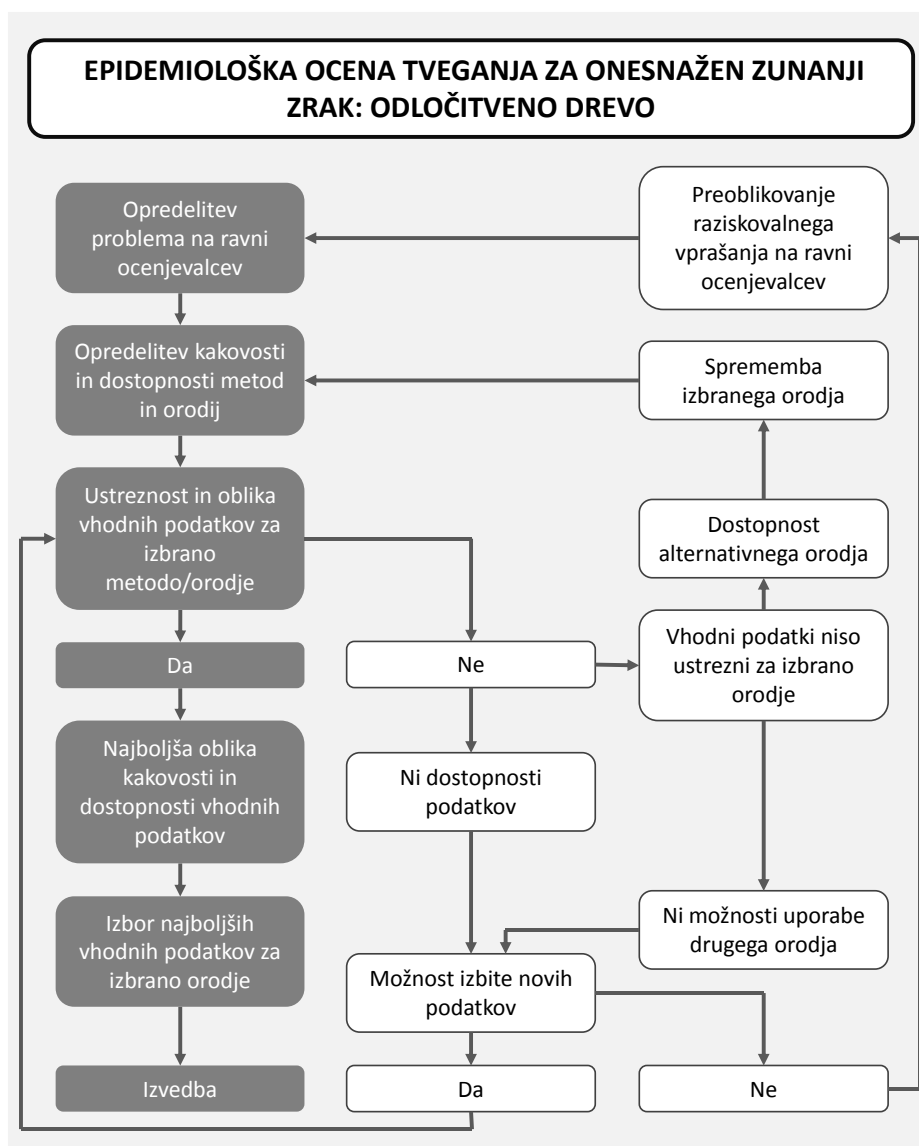 EPIDEMIOLOŠKA OCENA TVEGANJA ZA ONESNAŽEN ZUNANJI
ZRAK: ODLOČITVENO DREVO
Opredelitev
problema na ravni
ocenjevalcev
Preoblikovanje
raziskovalnega
vprašanja na ravni
ocenjevalcev
Opredelitev kakovosti
in dostopnosti metod
in orodij
Sprememba
izbranega orodja
Ustreznost in oblika
vhodnih podatkov za
izbrano
metodo/orodje
Dostopnost
alternativnega orodja
Da
Ne
Vhodni podatki niso
ustrezni za izbrano
orodje
Najboljša oblika
kakovosti in
dostopnosti vhodnih
podatkov
Ni dostopnosti
podatkov
Izbor najboljših
vhodnih podatkov za
izbrano orodje
Ni možnosti uporabe
drugega orodja
Možnost izbite novih
podatkov
Izvedba
Da
Ne